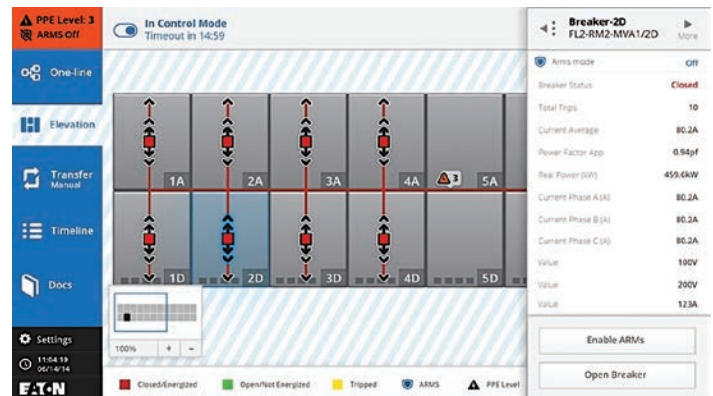 PPE Level: 3
ARMS Off
One-line
Elevation
Transfer
Manual
Timeline
Docs
Settings
11:04:19
06/14/14
EATON
In Control Mode
Timeout in 14:59
1A
2A
3A
4A
3
5A
1D
2D
3D
4D
5D
100%
+
-
Closed/Energized
Open/Not Energized
Tripped
ARMS
PPE Level
Breaker-2D
FL2-RM2-MVA1/2D
More
Arms mode Off
Breaker Status Closed
Total Trips 10
Current Average 80.2A
Power Factor App 0.94pf
Real Power (kW) 459.6kW
Current Phase A (A) 80.2A
Current Phase B (A) 80.2A
Current Phase C (A) 80.2A
Value 100V
Value 200V
Value 123A
Enable ARMs
Open Breaker